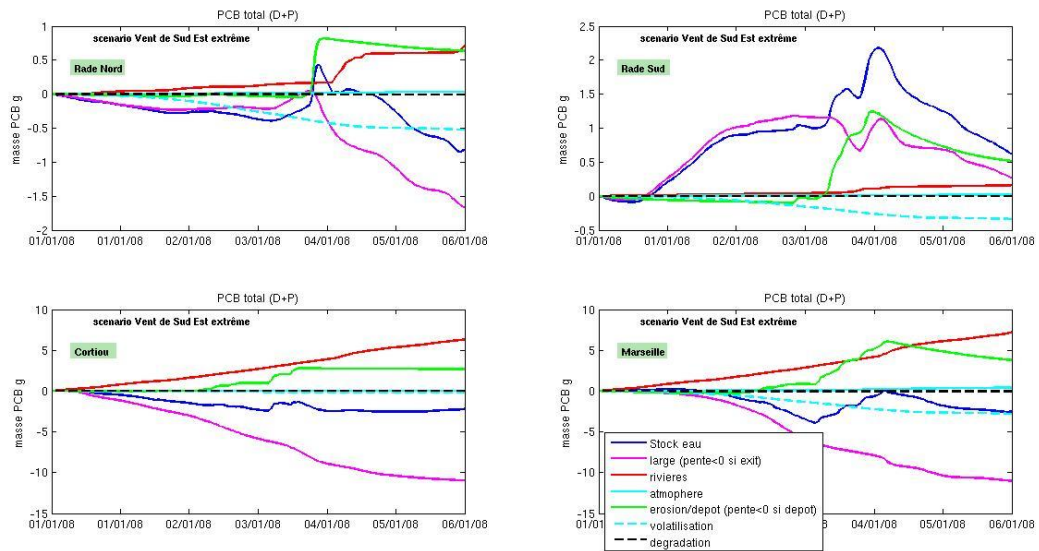 PCB total (D+P)
scenario Vent de Sud Est extrême
Rade Nord
masse PCB g
1
0.5
0
-0.5
-1
-1.5
-2
01/01/08 01/01/08 02/01/08 03/01/08 04/01/08 05/01/08 06/01/08
PCB total (D+P)
scenario Vent de Sud Est extrême
Rade Sud
masse PCB g
2.5
2
1.5
1
0.5
0
0.5
01/01/08 01/01/08 02/01/08 03/01/08 04/01/08 05/01/08 06/01/08
PCB total (D+P)
scenario Vent de Sud Est extrême
Cortiou
masse PCB g
10
5
0
-5
-10
-15
01/01/08 01/01/08 02/01/08 03/01/08 04/01/08 05/01/08 06/01/08
PCB total (D+P)
scenario Vent de Sud Est extrême
Marseille
masse PCB g
10
5
0
-5
-10
-15
01/01/08 3/01/08 04/01/08 05/01/08 06/01/08
Stock eau
large (pente<0 si exit)
rivieres
atmophere
erosion/depot (pente<0 si depot)
volatilisation
degradation